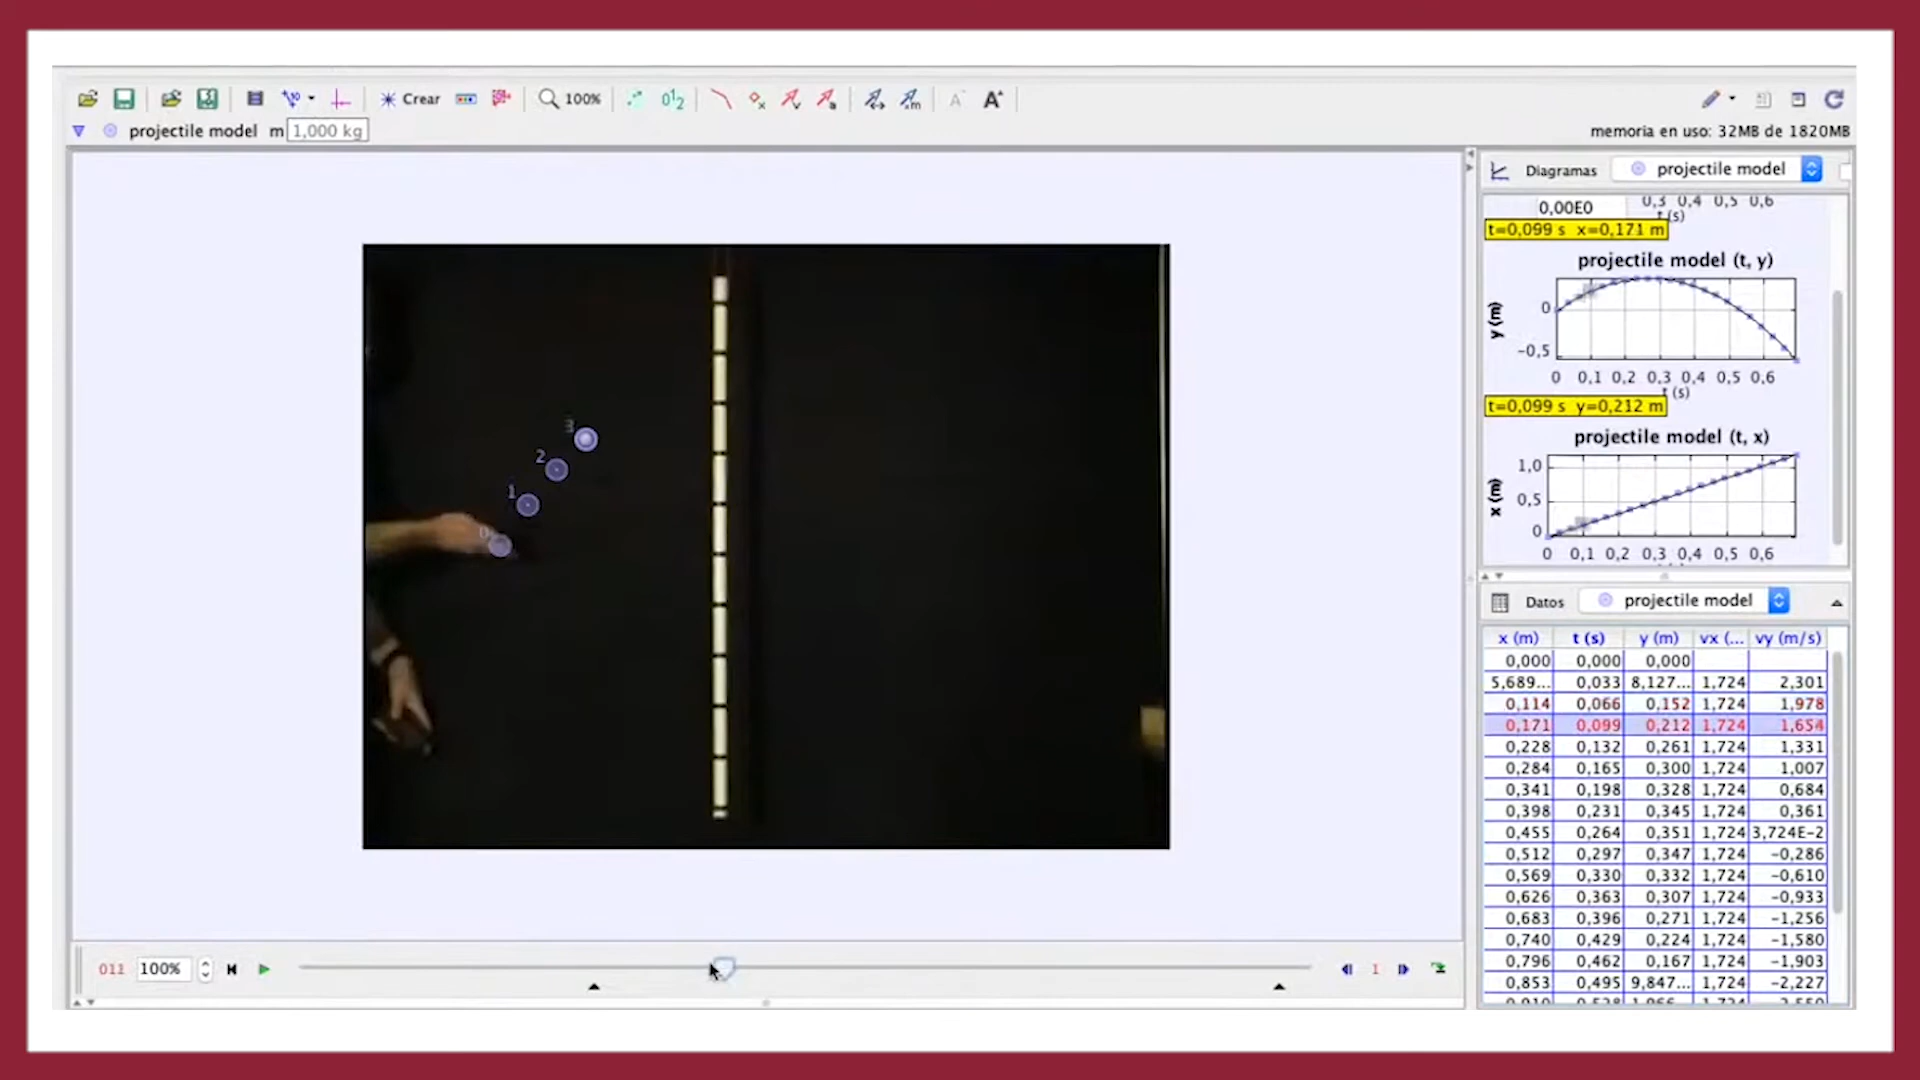 Crear 100% 0 1 2 A A
projectile model m 1,000 kg memoria en uso: 32MB de 1820MB
Diagramas projectile model
0,00E0 0,3 0,4 0,5 0,6
t (s)
t=0,099 s x=0,171 m
projectile model (t, y)
y (m)
0
-0,5
0 0,1 0,2 0,3 0,4 0,5 0,6
t (s)
t=0,099 s y=0,212 m
projectile model (t, x)
x (m)
1,0
0,5
0
0 0,1 0,2 0,3 0,4 0,5 0,6
3
2
1
0
Datos projectile model
x (m) t (s) y (m) vx (... vy (m/s)
0,000 0,000 0,000
5,689... 0,033 8,127... 1,724 2,301
0,114 0,066 0,152 1,724 1,978
0,171 0,099 0,212 1,724 1,654
0,228 0,132 0,261 1,724 1,331
0,284 0,165 0,300 1,724 1,007
0,341 0,198 0,328 1,724 0,684
0,398 0,231 0,345 1,724 0,361
0,455 0,264 0,351 1,724 3,724E-2
0,512 0,297 0,347 1,724 -0,286
0,569 0,330 0,332 1,724 -0,610
0,626 0,363 0,307 1,724 -0,933
0,683 0,396 0,271 1,724 -1,256
0,740 0,429 0,224 1,724 -1,580
0,796 0,462 0,167 1,724 -1,903
0,853 0,495 9,847... 1,724 -2,227
011 100% 1